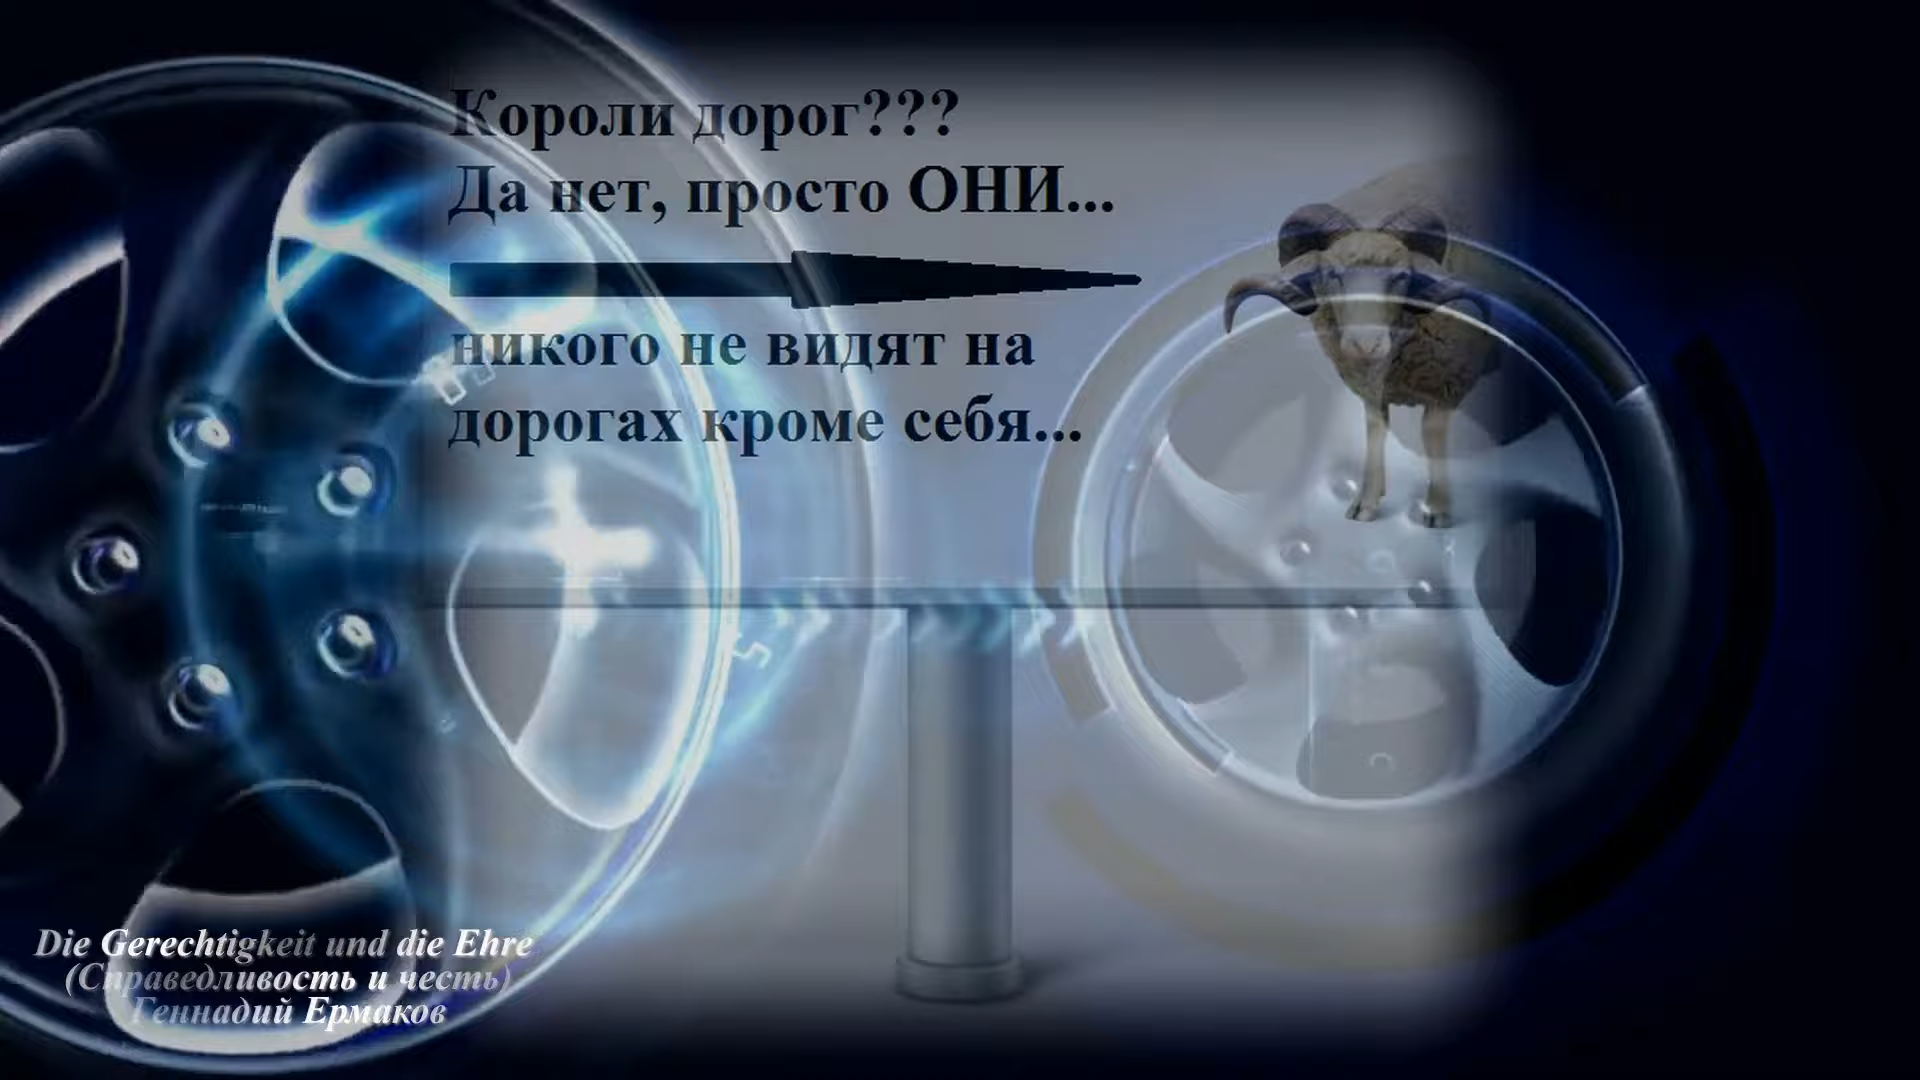 Короли дорог???
Да нет, просто ОНИ...
никого не видят на
дорогах кроме себя...
Die Gerechtigkeit und die Ehre
(Справедливость и честь)
Геннадий Ермаков